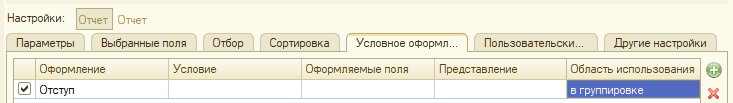 Настройки: Отчет Отчет
Параметры Выбранные поля Отбор Сортировка Условное оформл... Пользовательски... Другие настройки
Оформление Условие Оформляемые поля Представление Область использования
Отступ в группировке